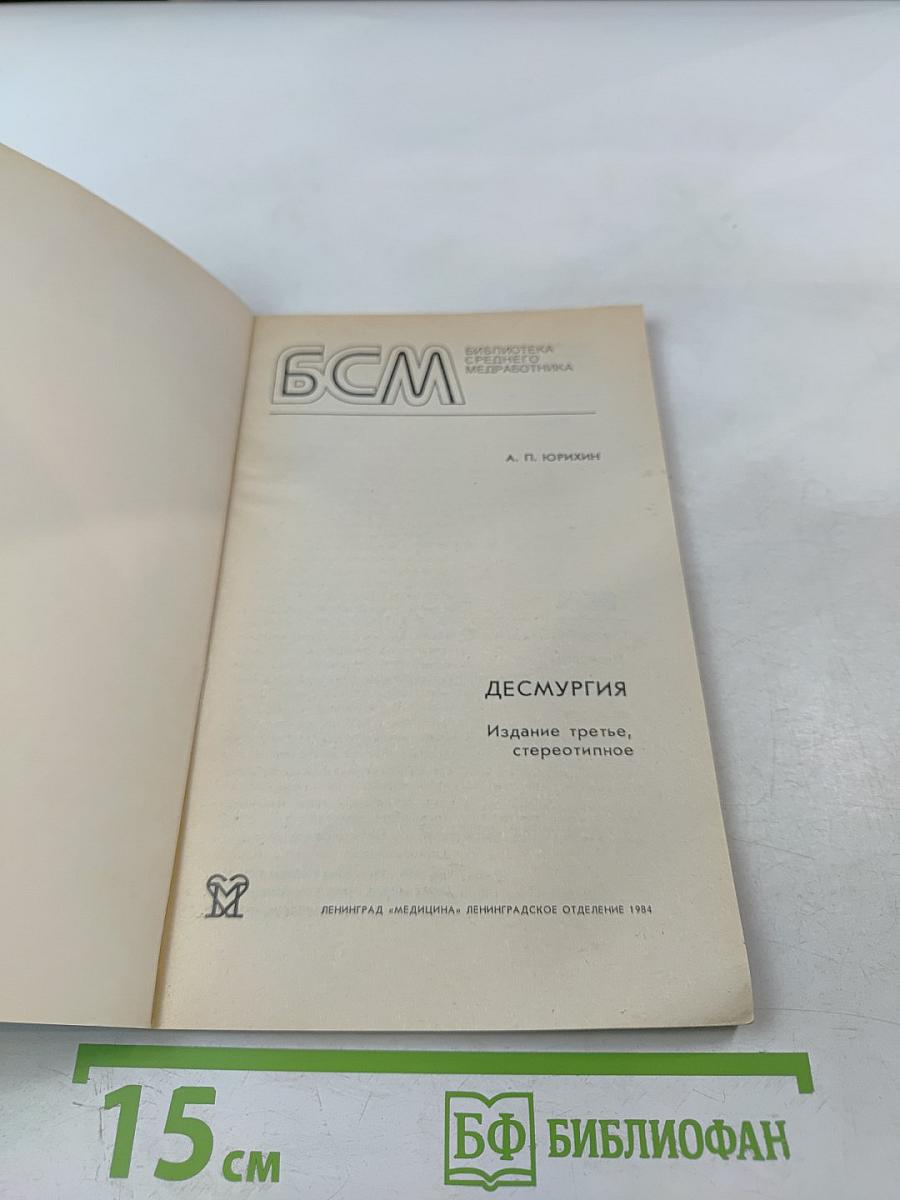 БСМ
БИБЛИОТЕКА
СРЕДНЕГО
МЕДРАБОТНИКА
А. П. ЮРИХИН
ДЕСМУРГИЯ
Издание третье,
стереотипное
ЛЕНИНГРАД «МЕДИЦИНА» ЛЕНИНГРАДСКОЕ ОТДЕЛЕНИЕ 1984
15 см
БФ БИБЛИОФАН